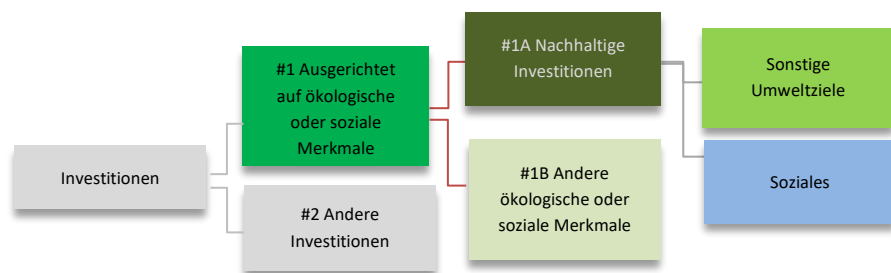 Investitionen
#1 Ausgerichtet
auf ökologische
oder soziale
Merkmale
#2 Andere
Investitionen
#1A Nachhaltige
Investitionen
#1B Andere
ökologische oder
soziale Merkmale
Sonstige
Umweltziele
Soziales